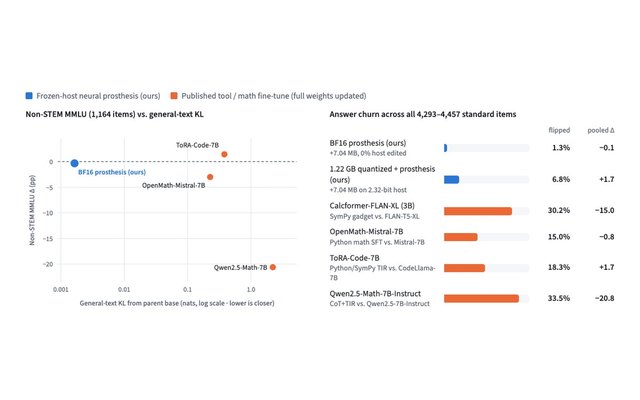 Frozen-host neural prosthesis (ours) Published tool / math fine-tune (full weights updated)
Non-STEM MMLU (1,164 items) vs. general-text KL
Non-STEM MMLU Δ (pp)
0
−5
−10
−15
−20
ToRA-Code-7B
BF16 prosthesis (ours)
OpenMath-Mistral-7B
Qwen2.5-Math-7B
0.001 0.01 0.1 1.0
General-text KL from parent base (nats, log scale · lower is closer)
Answer churn across all 4,293–4,457 standard items
flipped pooled Δ
BF16 prosthesis (ours)
+7.04 MB, 0% host edited
1.3% −0.1
1.22 GB quantized + prosthesis
(ours)
+7.04 MB on 2.32-bit host
6.8% +1.7
Calcformer-FLAN-XL (3B)
SymPy gadget vs. FLAN-T5-XL
30.2% −15.0
OpenMath-Mistral-7B
Python math SFT vs. Mistral-7B
15.0% −0.8
ToRA-Code-7B
Python/SymPy TIR vs. CodeLlama-
7B
18.3% +1.7
Qwen2.5-Math-7B-Instruct
CoT+TIR vs. Qwen2.5-7B-Instruct
33.5% −20.8